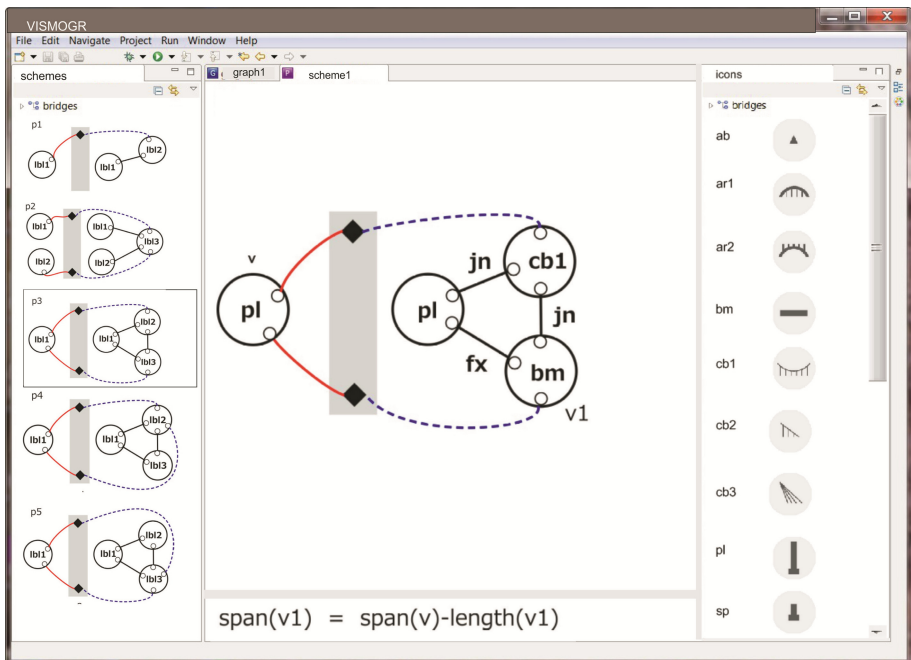 VISMOGR
File Edit Navigate Project Run Window Help
schemes
bridges
p1
lbl1
lbl1
lbl2
p2
lbl1
lbl1
lbl3
lbl2
lbl2
p3
lbl1
lbl1
lbl2
lbl3
p4
lbl1
lbl1
lbl2
lbl3
p5
lbl1
lbl1
lbl2
lbl3
G graph1 P scheme1
v
pl
pl
jn
cb1
jn
fx
bm
v1
span(v1) = span(v)-length(v1)
icons
bridges
ab
ar1
ar2
bm
cb1
cb2
cb3
pl
sp